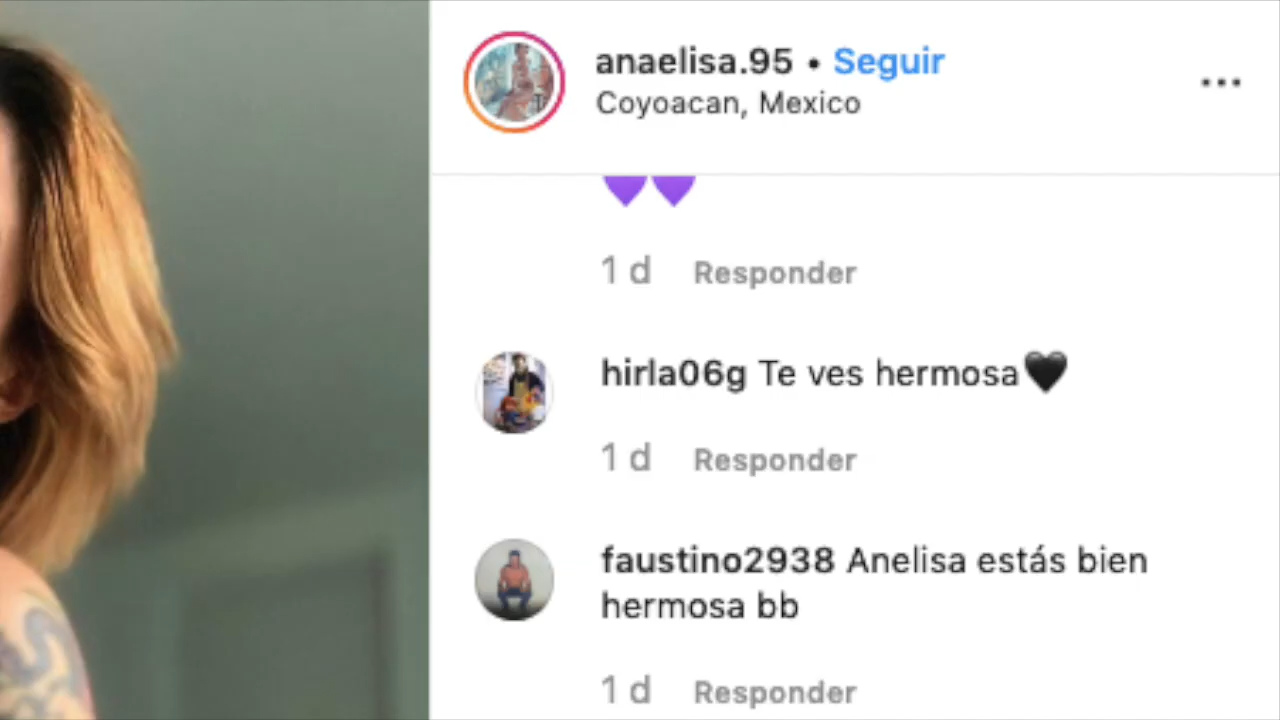 anaelisa.95 • Seguir
Coyoacan, Mexico
💜💜
1 d Responder
hirla06g Te ves hermosa🖤
1 d Responder
faustino2938 Anelisa estás bien
hermosa bb
1 d Responder